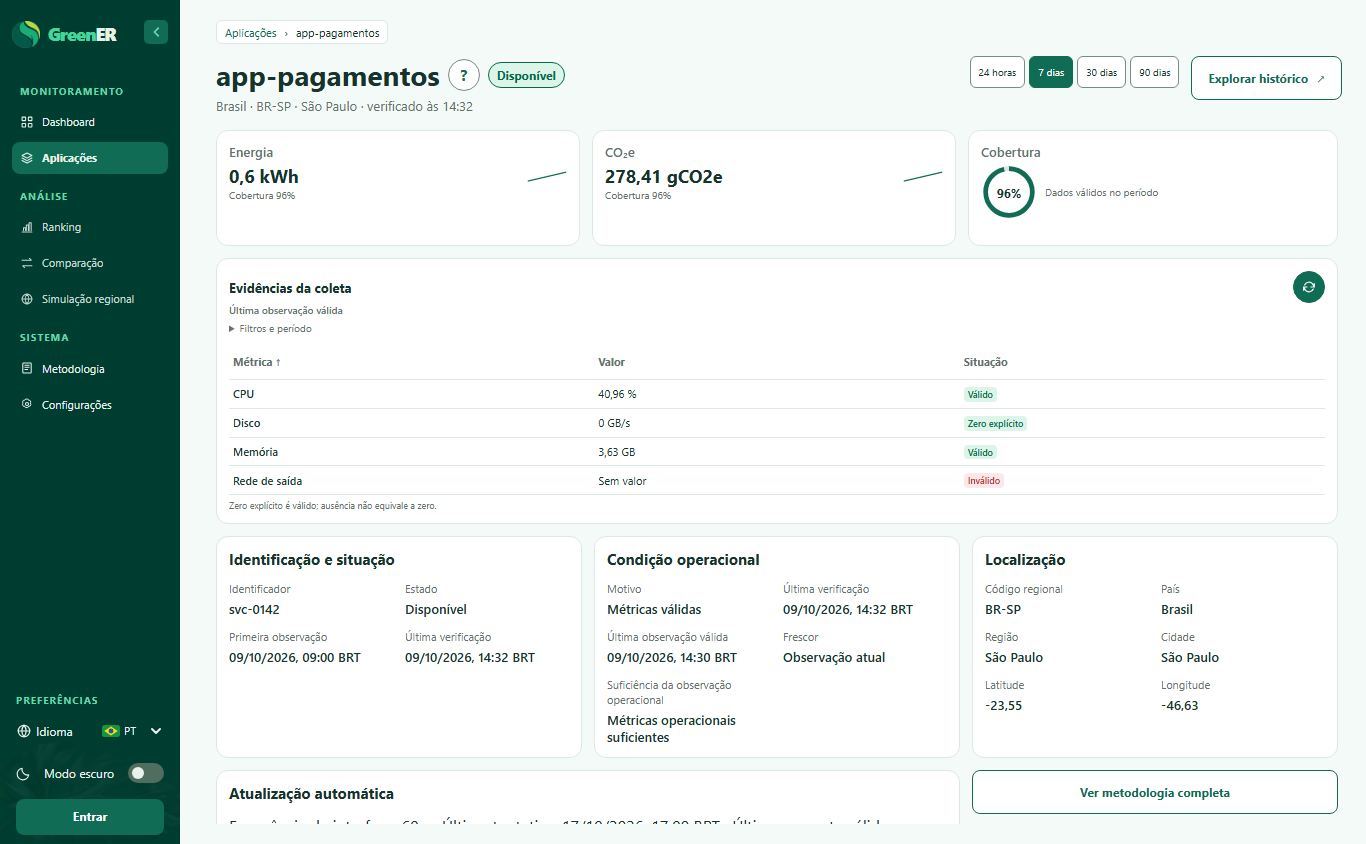 GreenER
MONITORAMENTO
Dashboard
Aplicações
ANÁLISE
Ranking
Comparação
Simulação regional
SISTEMA
Metodologia
Configurações
PREFERÊNCIAS
Idioma PT
Modo escuro
Entrar
Aplicações › app-pagamentos
app-pagamentos ? Disponível
Brasil · BR-SP · São Paulo · verificado às 14:32
24 horas 7 dias 30 dias 90 dias Explorar histórico ↗
Energia
0,6 kWh
Cobertura 96%
CO₂e
278,41 gCO2e
Cobertura 96%
Cobertura
96% Dados válidos no período
Evidências da coleta
Última observação válida
Filtros e período
Métrica ↑ Valor Situação
CPU 40,96 % Válido
Disco 0 GB/s Zero explícito
Memória 3,63 GB Válido
Rede de saída Sem valor Inválido
Zero explícito é válido; ausência não equivale a zero.
Identificação e situação
Identificador Estado
svc-0142 Disponível
Primeira observação Última verificação
09/10/2026, 09:00 BRT 09/10/2026, 14:32 BRT
Condição operacional
Motivo Última verificação
Métricas válidas 09/10/2026, 14:32 BRT
Última observação válida Frescor
09/10/2026, 14:30 BRT Observação atual
Suficiência da observação
operacional
Métricas operacionais
suficientes
Localização
Código regional País
BR-SP Brasil
Região Cidade
São Paulo São Paulo
Latitude Longitude
-23,55 -46,63
Atualização automática
Ver metodologia completa